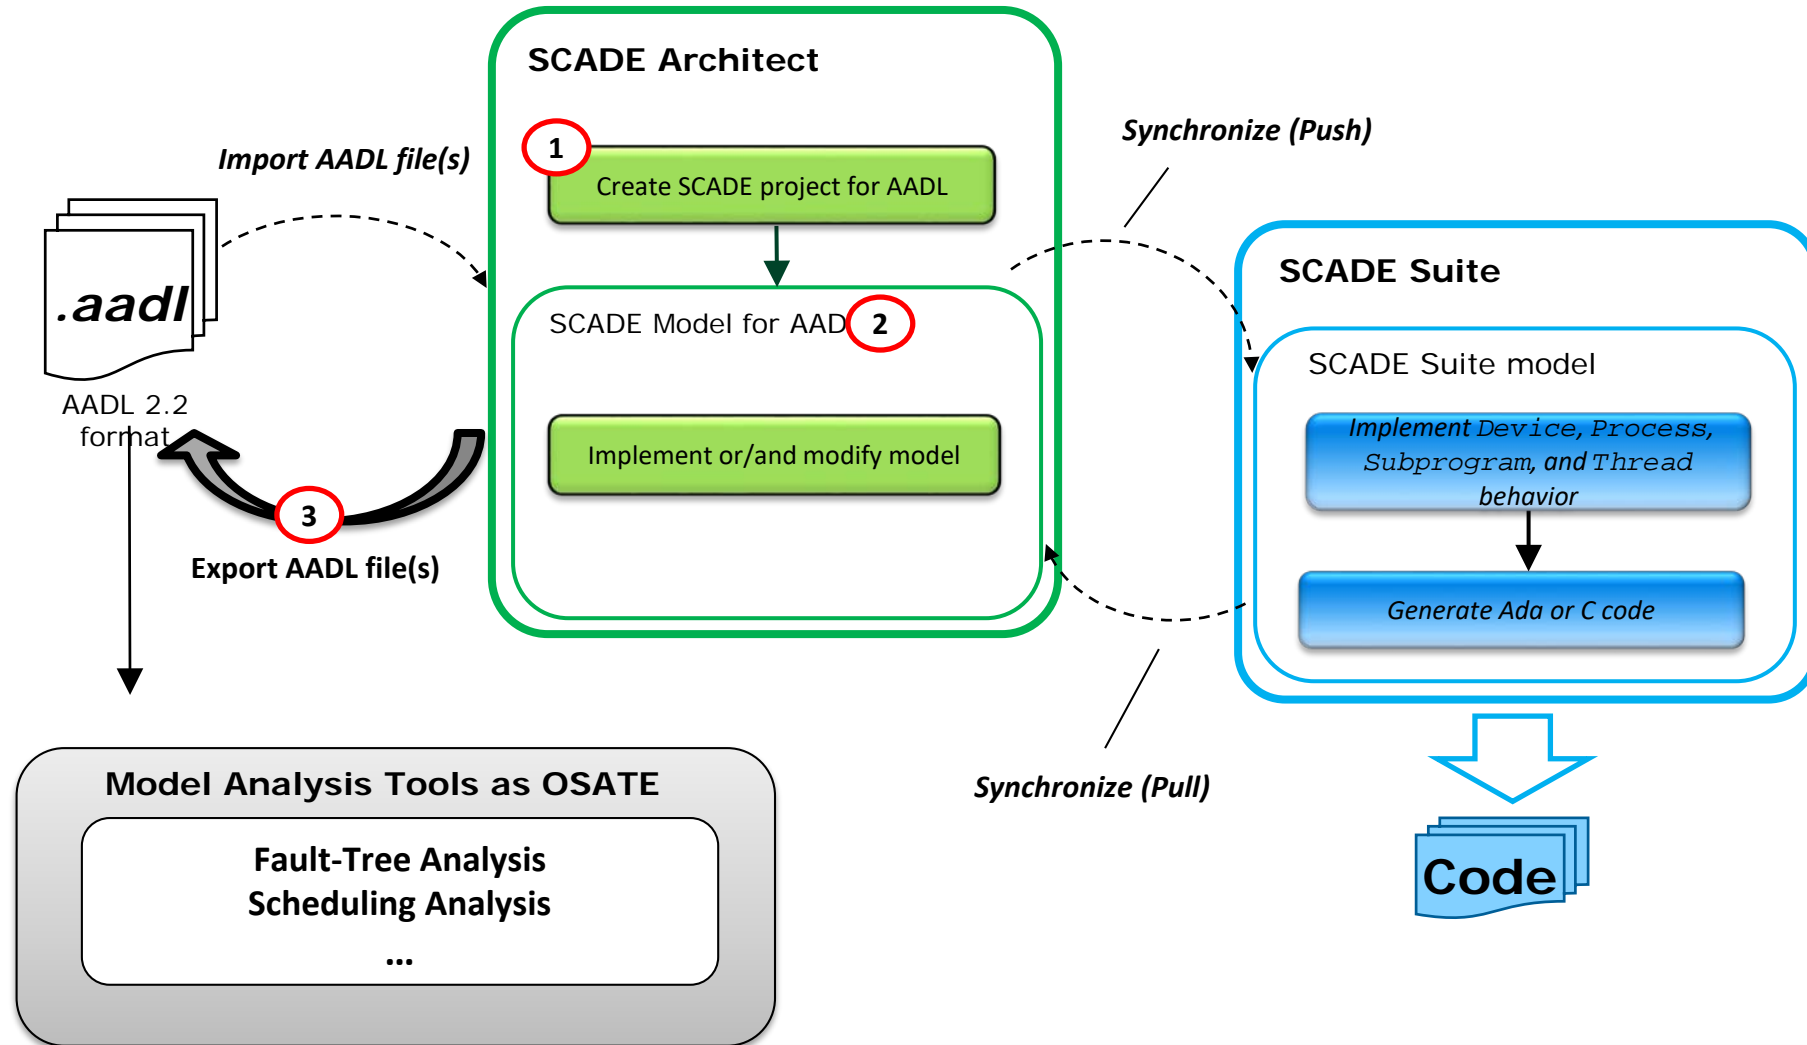 SCADE Architect
1
Create SCADE project for AADL
Import AADL file(s)
.aadl
AADL 2.2
format
SCADE Model for AAD
2
Implement or/and modify model
3
Export AADL file(s)
Synchronize (Push)
SCADE Suite
SCADE Suite model
Implement Device, Process,
Subprogram, and Thread
behavior
Generate Ada or C code
Synchronize (Pull)
Code
Model Analysis Tools as OSATE
Fault-Tree Analysis
Scheduling Analysis
...